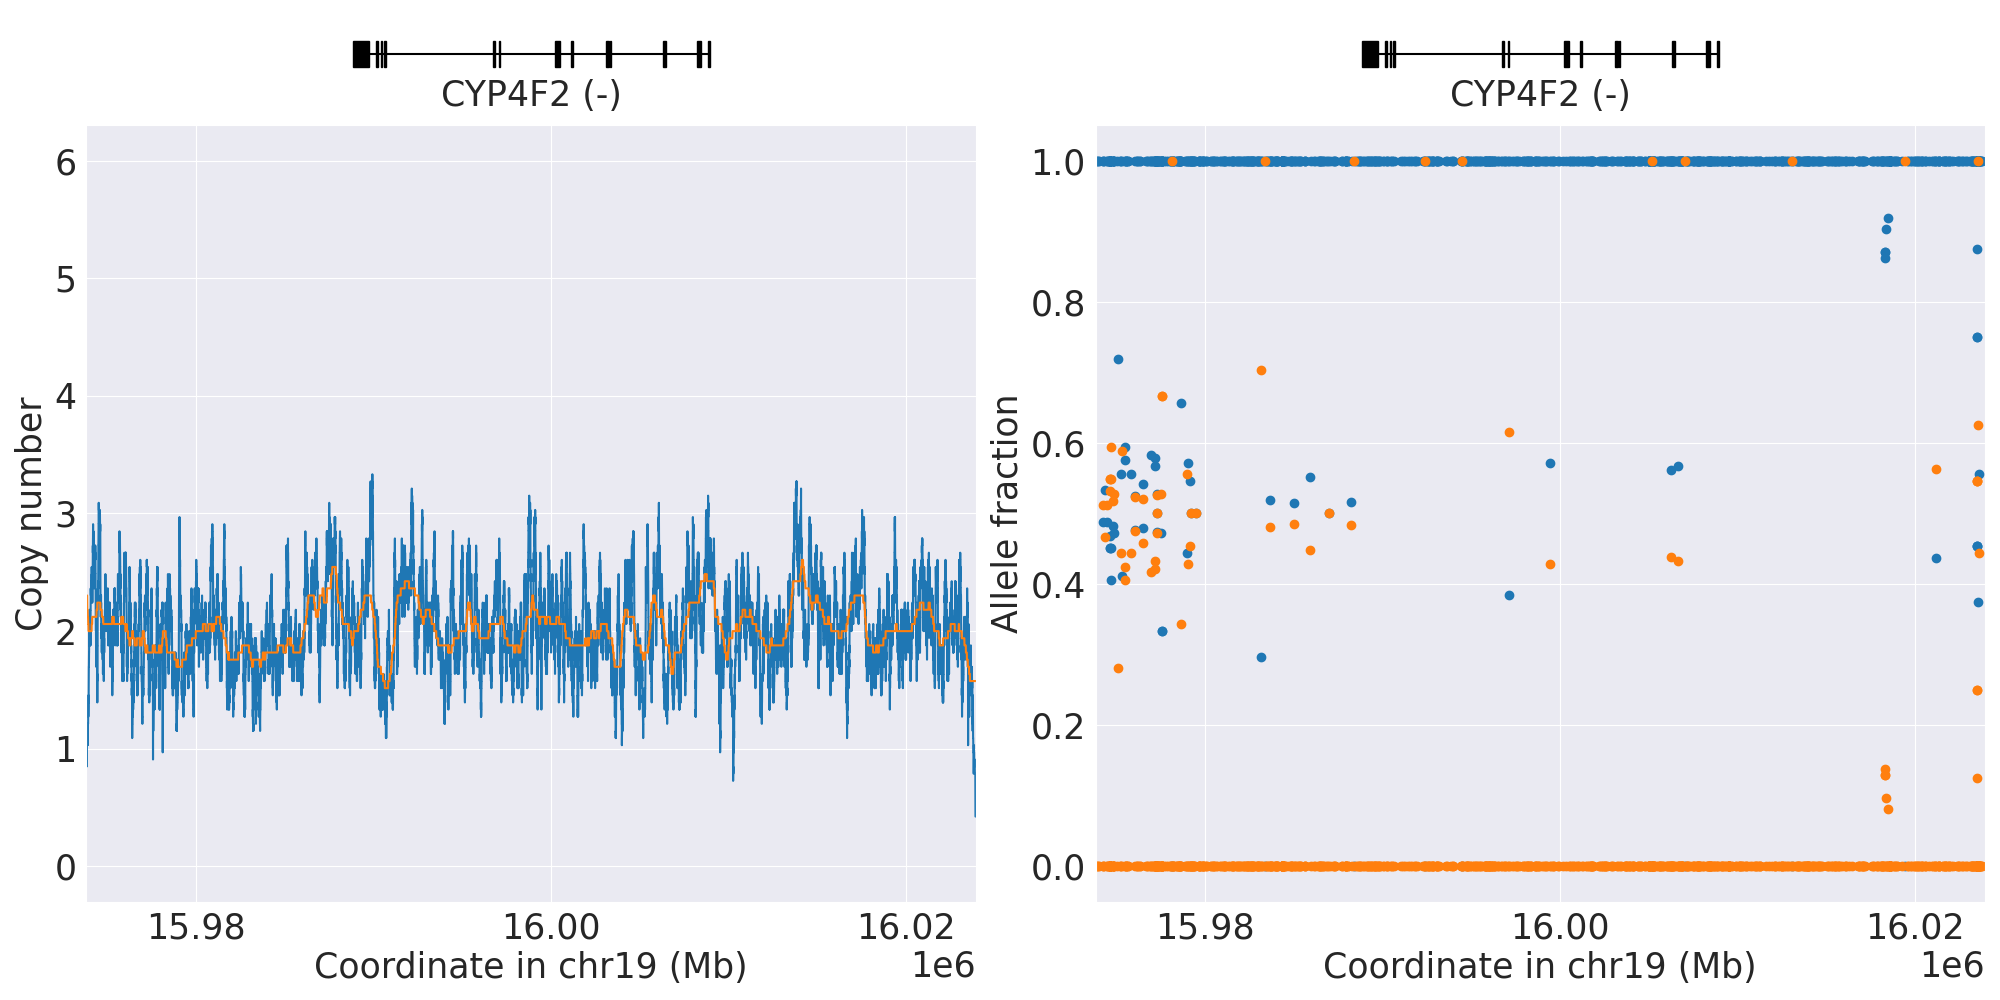 CYP4F2 (-)
6
5
4
3
2
1
0
Copy number
15.98
16.00
16.02
Coordinate in chr19 (Mb)
1e6
CYP4F2 (-)
1.0
0.8
0.6
0.4
0.2
0.0
Allele fraction
15.98
16.00
16.02
Coordinate in chr19 (Mb)
1e6